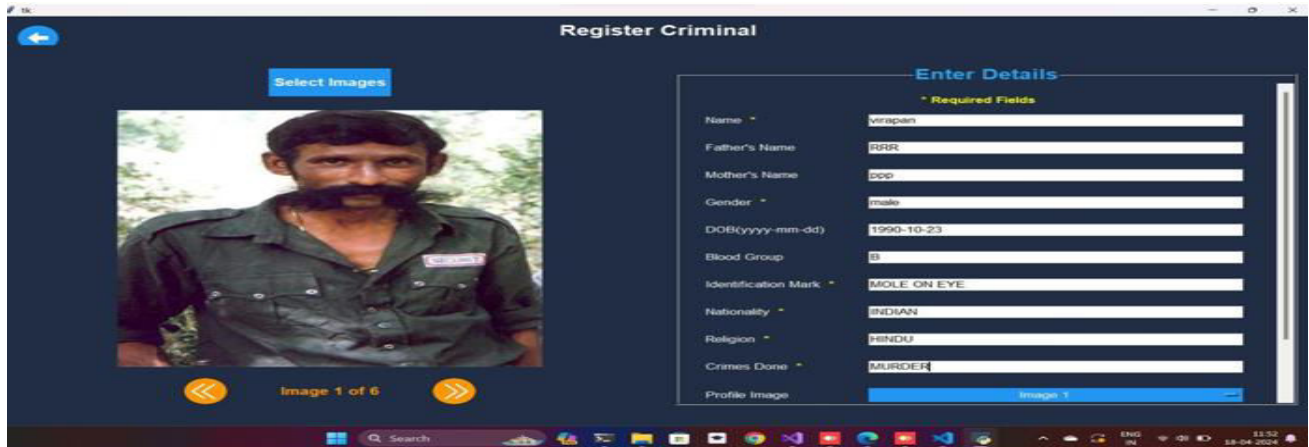 tk
Register Criminal
Select Images
Enter Details
* Required Fields
Name * virapan
Father's Name RRR
Mother's Name ppp
Gender * male
DOB(yyyy-mm-dd) 1990-10-23
Blood Group B
Identification Mark * MOLE ON EYE
Nationality * INDIAN
Religion * HINDU
Crimes Done * MURDER
Profile Image Image 1
SECURITY
Image 1 of 6
Search
ENG
IN
11:52
18-04-2024